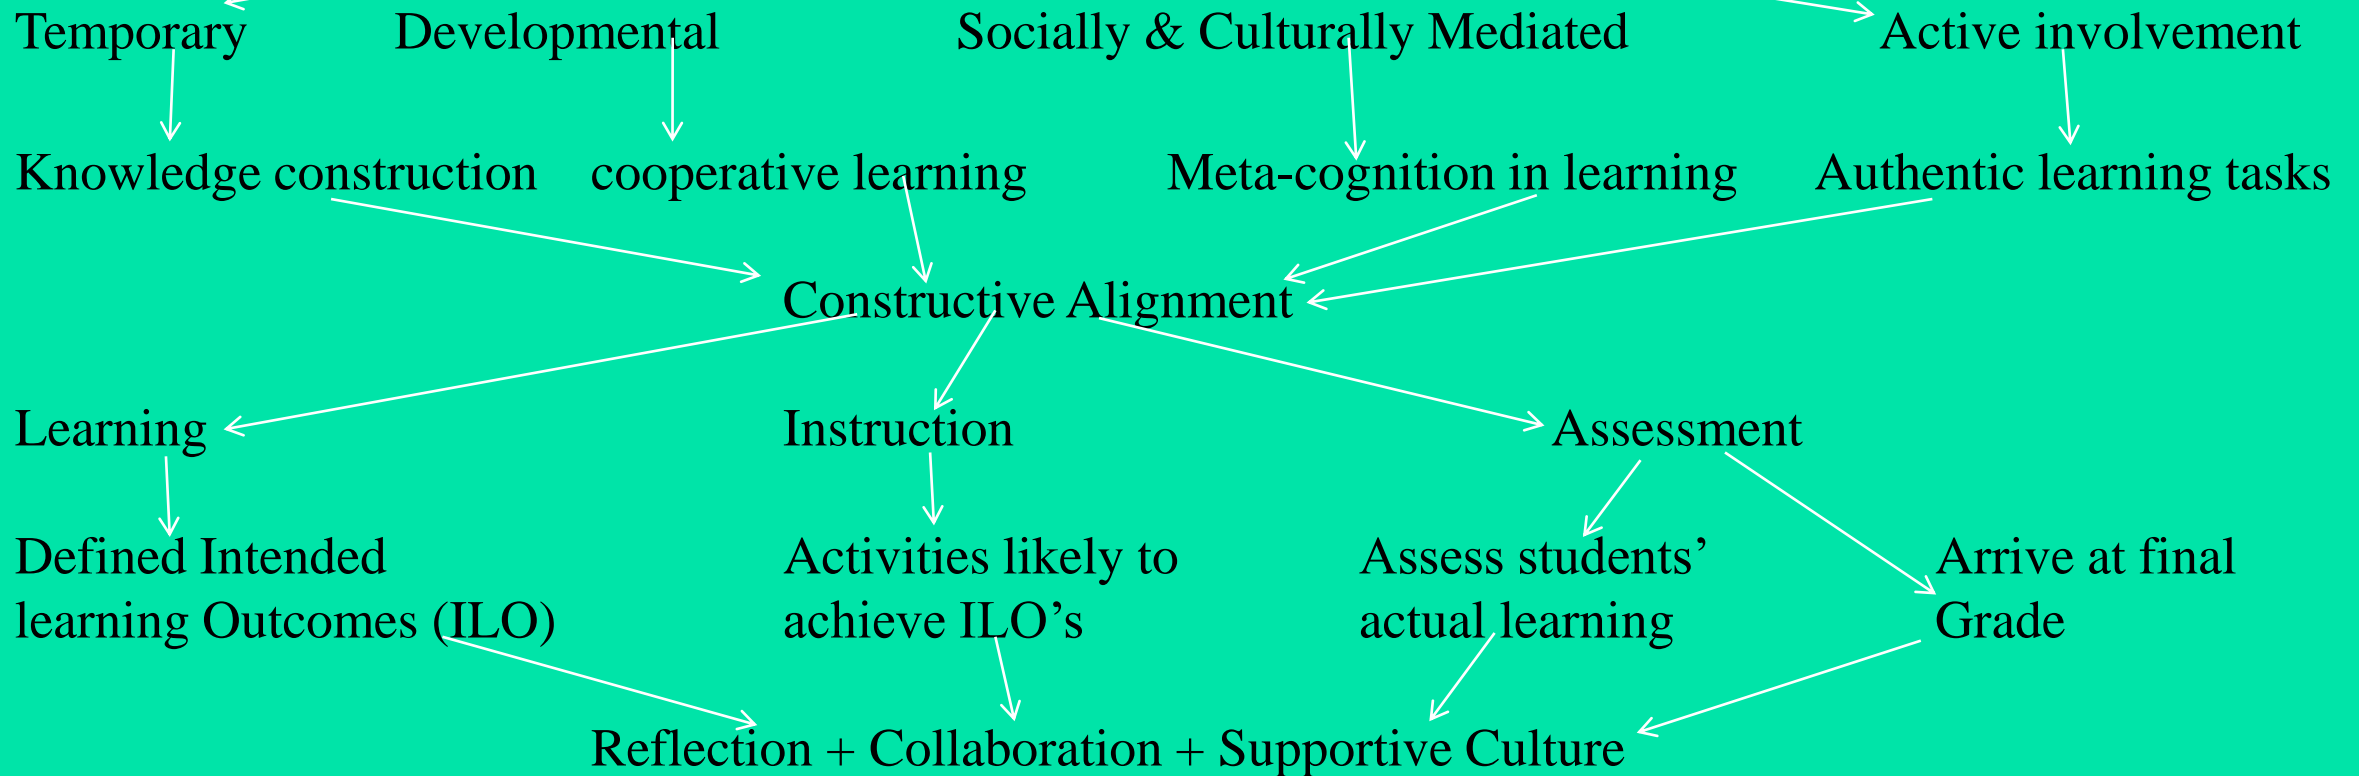 Temporary Developmental Socially & Culturally Mediated Active involvement
Knowledge construction cooperative learning Meta-cognition in learning Authentic learning tasks
Constructive Alignment
Learning Instruction Assessment
Defined Intended Activities likely to Assess students’ Arrive at final
learning Outcomes (ILO) achieve ILO’s actual learning Grade
Reflection + Collaboration + Supportive Culture